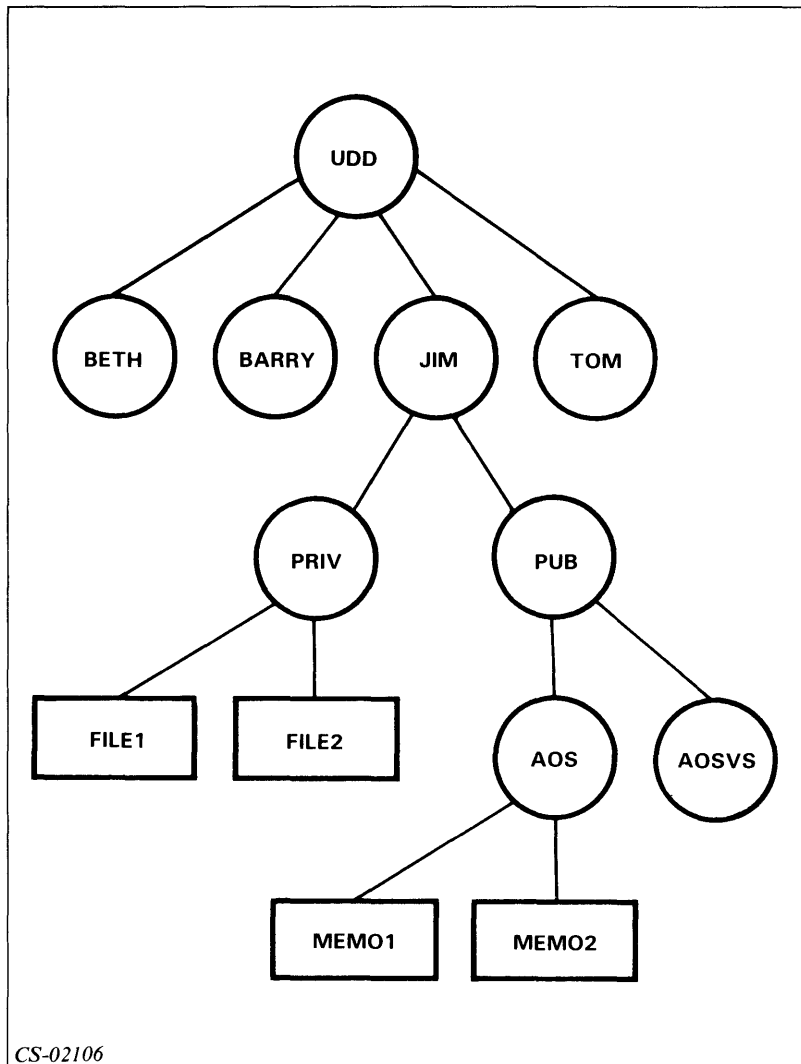 UDD
BETH BARRY JIM TOM
PRIV PUB
FILE1 FILE2 AOS AOSVS
MEMO1 MEMO2
CS-02106